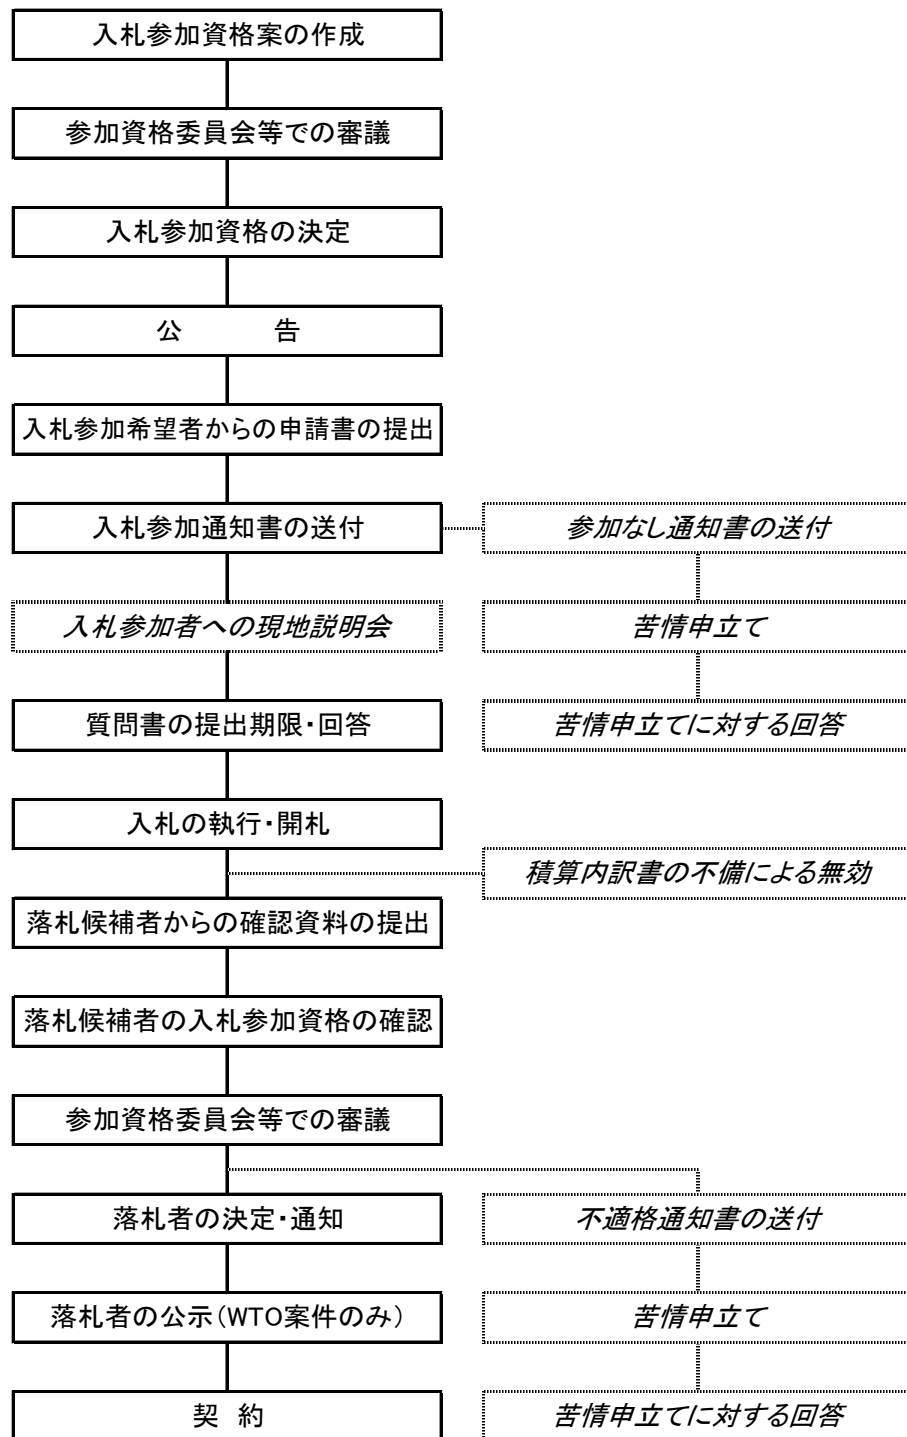 入札参加資格案の作成
参加資格委員会等での審議
入札参加資格の決定
公　　　告
入札参加希望者からの申請書の提出
入札参加通知書の送付
参加なし通知書の送付
入札参加者への現地説明会
苦情申立て
質問書の提出期限・回答
苦情申立てに対する回答
入札の執行・開札
積算内訳書の不備による無効
落札候補者からの確認資料の提出
落札候補者の入札参加資格の確認
参加資格委員会等での審議
落札者の決定・通知
不適格通知書の送付
落札者の公示（WTO案件のみ）
苦情申立て
契　約
苦情申立てに対する回答